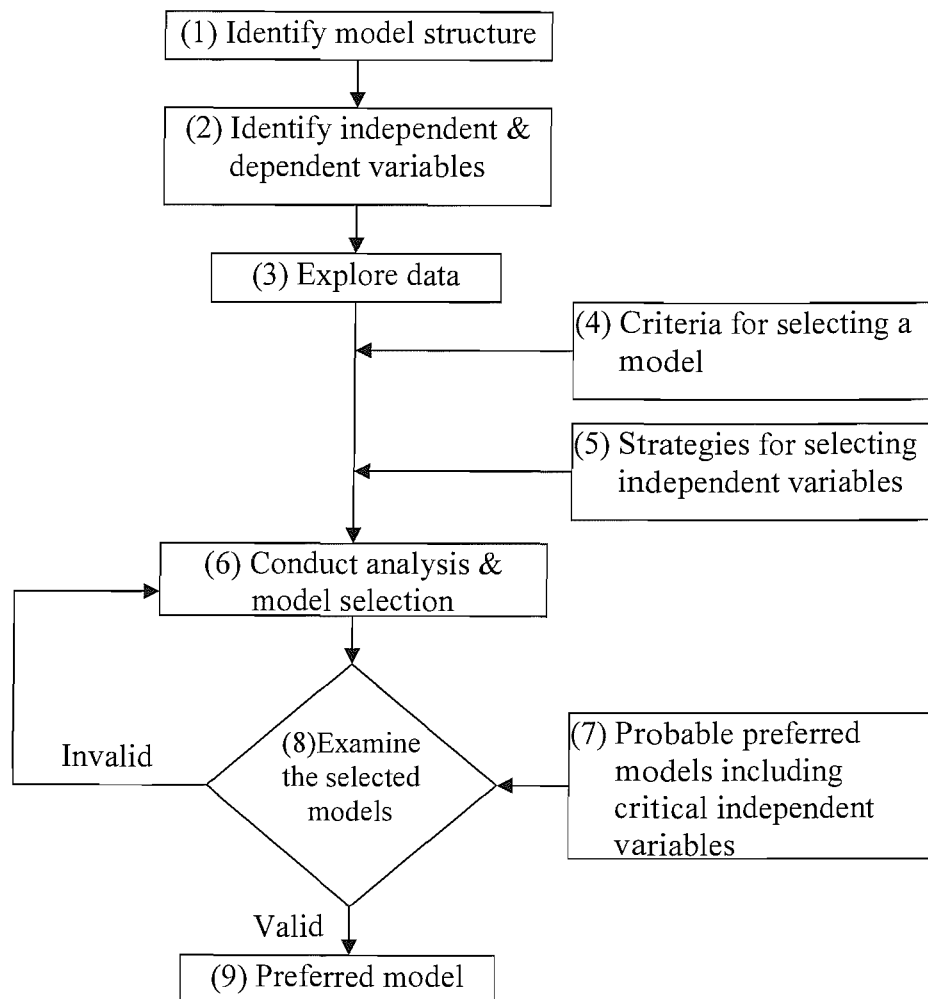 (1) Identify model structure
(2) Identify independent &
dependent variables
(3) Explore data
(4) Criteria for selecting a
model
(5) Strategies for selecting
independent variables
(6) Conduct analysis &
model selection
(7) Probable preferred
models including
critical independent
variables
(8)Examine
the selected
models
Invalid
Valid
(9) Preferred model